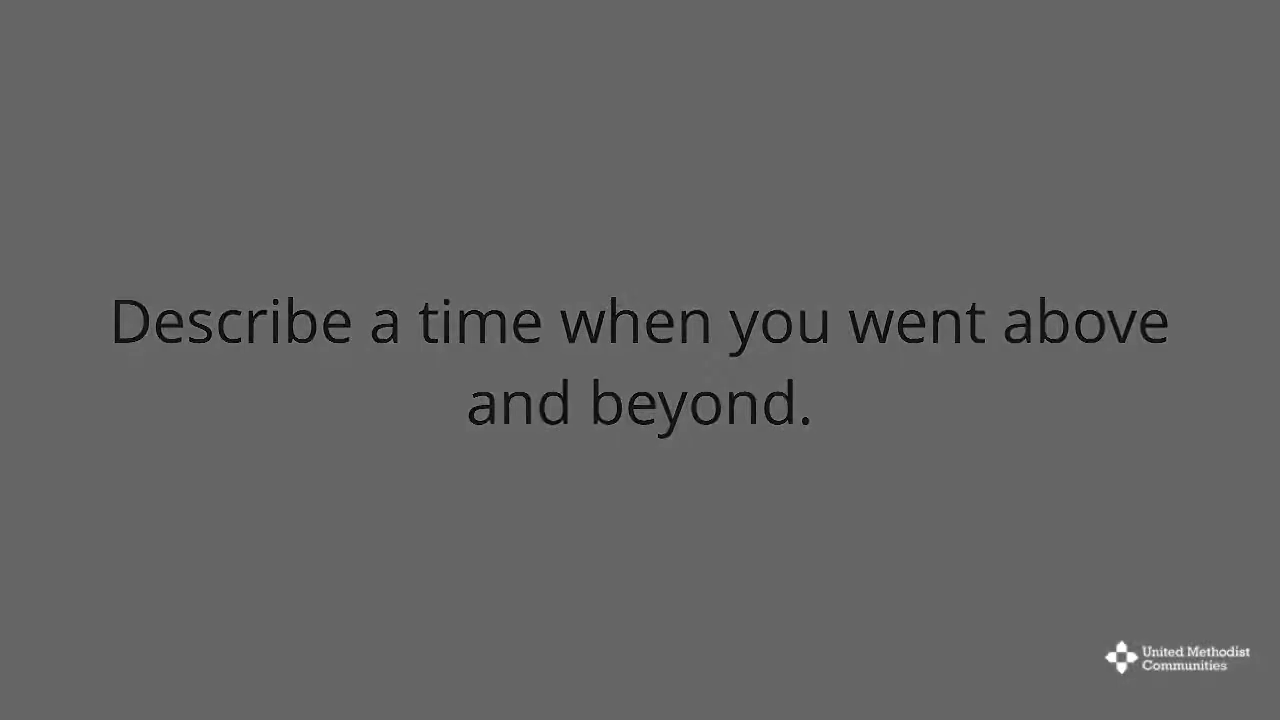 Describe a time when you went above
and beyond.
United Methodist
Communities